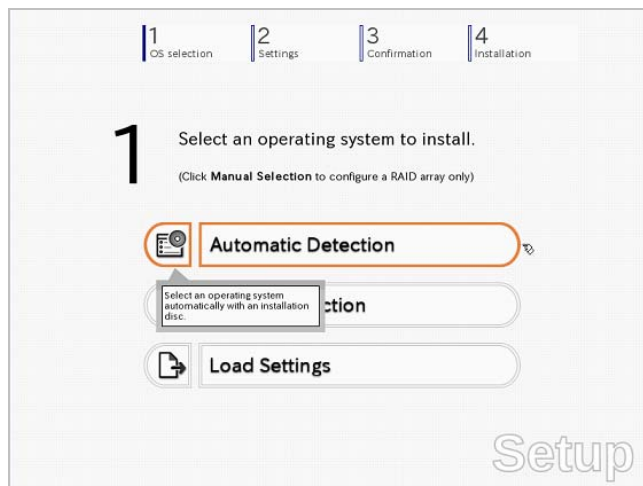 1
OS selection
2
Settings
3
Confirmation
4
Installation
1
Select an operating system to install.
(Click Manual Selection to configure a RAID array only)
Automatic Detection
Select an operating system
automatically with an installation
disc.
ction
Load Settings
Setup